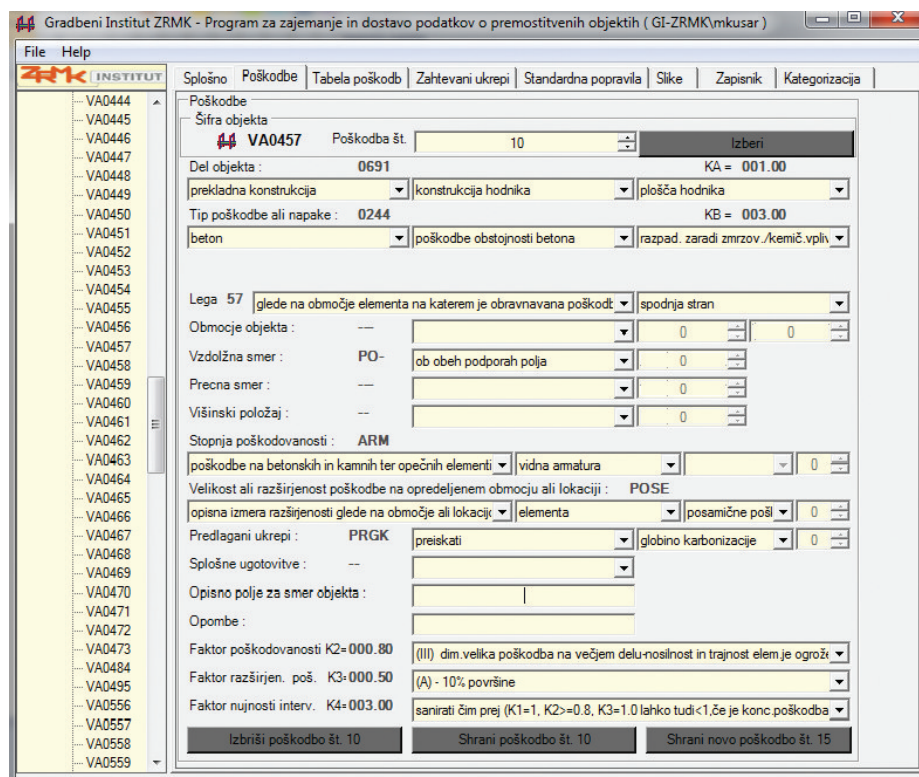 Gradbeni Institut ZRMK - Program za zajemanje in dostavo podatkov o premostitvenih objektih ( GI-ZRMK\mkusar )
File Help
ZRMK INSTITUT
Splošno Poškodbe Tabela poškodb Zahtevani ukrepi Standardna popravila Slike Zapisnik Kategorizacija
VA0444
VA0445
VA0446
VA0447
VA0448
VA0449
VA0450
VA0451
VA0452
VA0453
VA0454
VA0455
VA0456
VA0457
VA0458
VA0459
VA0460
VA0461
VA0462
VA0463
VA0464
VA0465
VA0466
VA0467
VA0468
VA0469
VA0470
VA0471
VA0472
VA0473
VA0484
VA0495
VA0556
VA0557
VA0558
VA0559
Poškodbe
Šifra objekta
VA0457 Poškodba št. 10 Izberi
Del objekta : 0691 KA = 001.00
prekladna konstrukcija konstrukcija hodnika plošča hodnika
Tip poškodbe ali napake : 0244 KB = 003.00
beton poškodbe obstojnosti betona razpad. zaradi zmrzov./kemič.vpliv
Lega 57 glede na območje elementa na katerem je obravnavana poškodb spodnja stran
Obmocje objekta : --- 0 0
Vzdolžna smer : PO- ob obeh podporah polja 0
Precna smer : --- 0
Višinski položaj : -- 0
Stopnja poškodovanosti : ARM
poškodbe na betonskih in kamnih ter opečnih elementi vidna armatura 0
Velikost ali razširjenost poškodbe na opredeljenem obmocju ali lokaciji : POSE
opisna izmera razširjenosti glede na območje ali lokacijo elementa posamične pošl 0
Predlagani ukrepi : PRGK preiskati globino karbonizacije 0
Splošne ugotovitve : --
Opisno polje za smer objekta :
Opombe :
Faktor poškodovanosti K2=000.80 (III) dim.velika poškodba na večjem delu-nosilnost in trajnost elem.je ogrože
Faktor razširjen. poš. K3=000.50 (A) - 10% površine
Faktor nujnosti interv. K4=003.00 sanirati čim prej (K1=1, K2>=0.8, K3=1.0 lahko tudi<1,če je konc.poškodba
Izbriši poškodbo št. 10 Shrani poškodbo št. 10 Shrani novo poškodbo št. 15